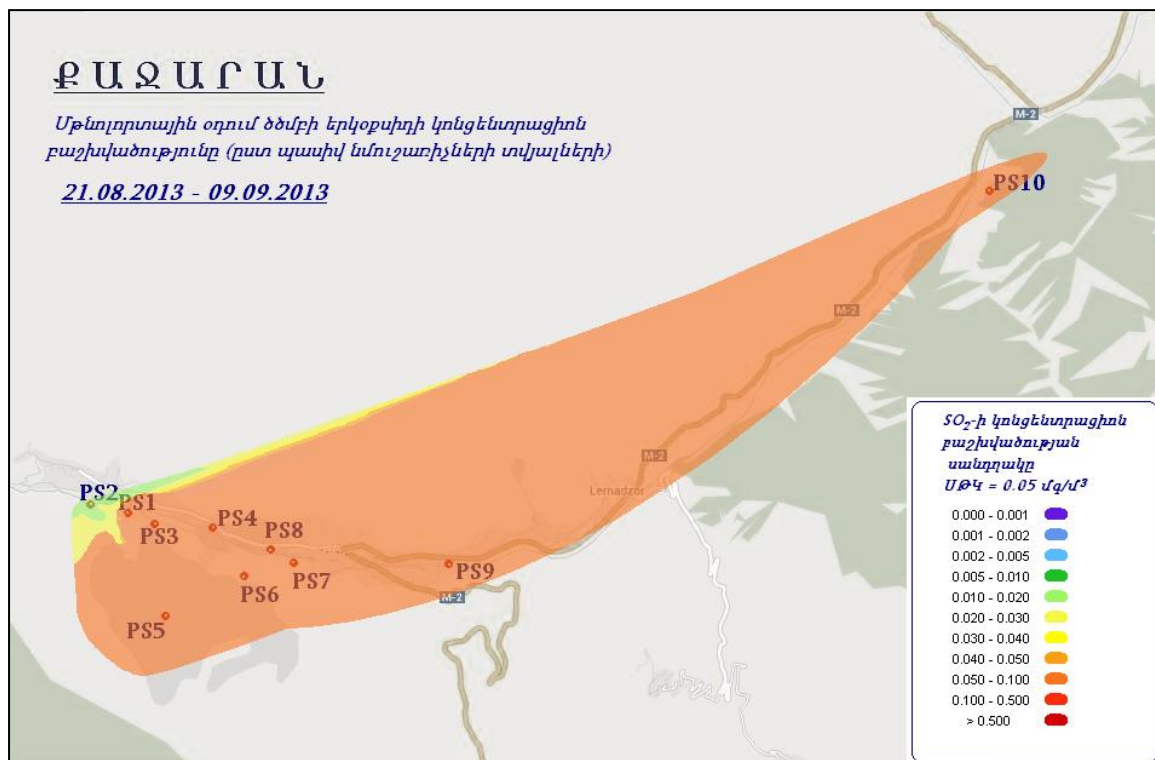 ՔԱՋԱՐԱՆ
Մթնոլորտային օդում ծծմբի երկօքսիդի կոնցենտրացիոն
բաշխվածությունը (ըստ պասիվ նմուշառիչների տվյալների)
21.08.2013 - 09.09.2013
M-2
PS10
M-2
M-2
Lernadzor
PS2
PS1
PS3
PS4
PS8
PS6
PS7
PS9
M-2
PS5
SO₂-ի կոնցենտրացիոն
բաշխվածության
սանդղակը
ՍԹԿ = 0.05 մգ/մ³
0.000 - 0.001
0.001 - 0.002
0.002 - 0.005
0.005 - 0.010
0.010 - 0.020
0.020 - 0.030
0.030 - 0.040
0.040 - 0.050
0.050 - 0.100
0.100 - 0.500
> 0.500